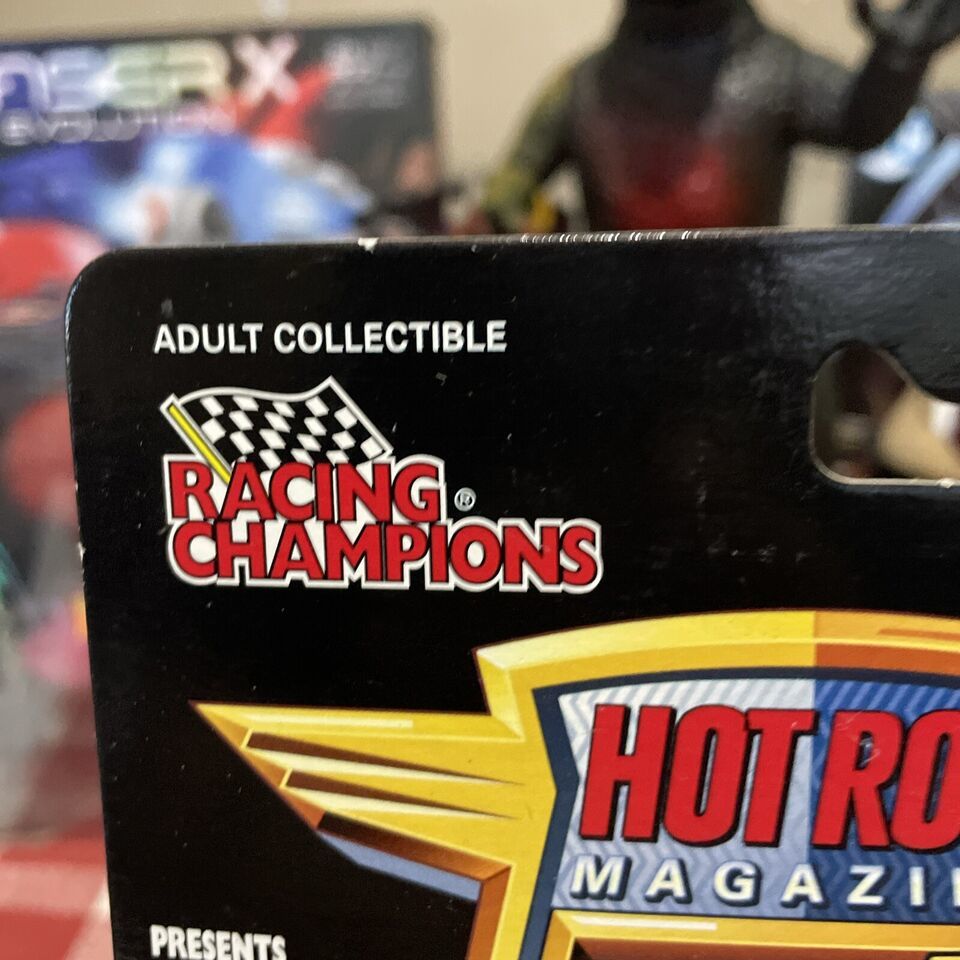 ADULT COLLECTIBLE
RACING
CHAMPIONS
®
HOT RO
MAGAZI
PRESENTS
X